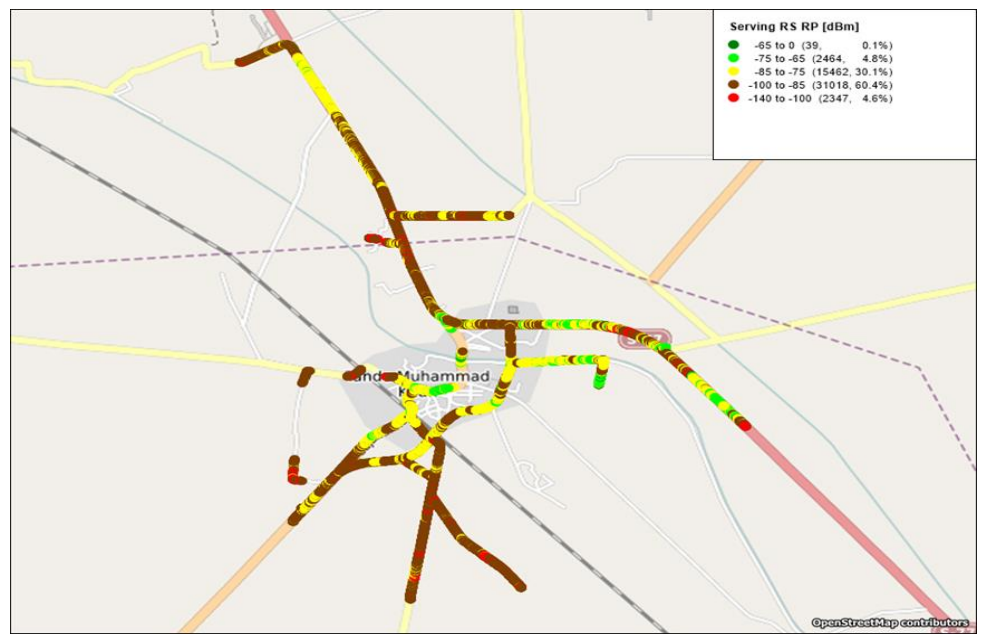 Serving RS RP [dBm]
-65 to 0 (39, 0.1%)
-75 to -65 (2464, 4.8%)
-85 to -75 (15462, 30.1%)
-100 to -85 (31018, 60.4%)
-140 to -100 (2347, 4.6%)
Muhammad
OpenStreetMap contributors